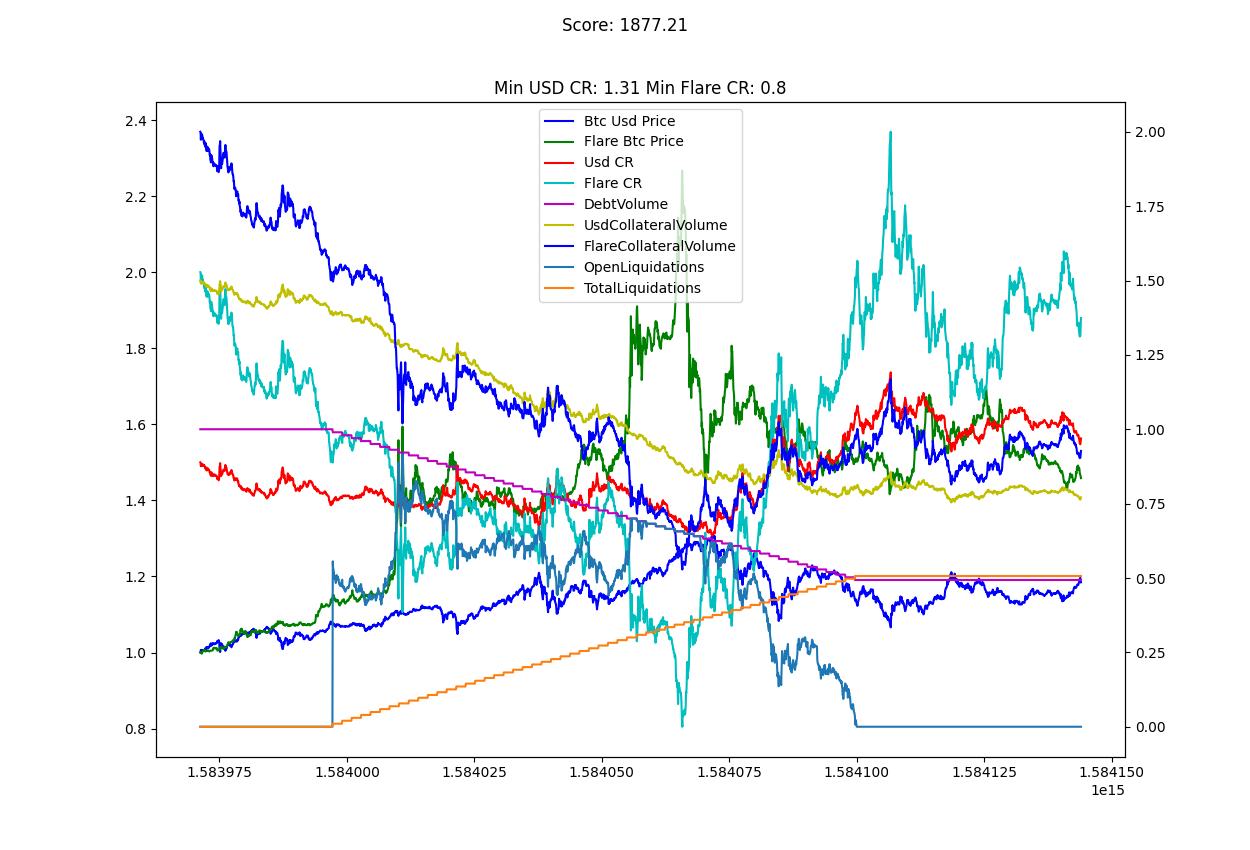 Score: 1877.21
Min USD CR: 1.31 Min Flare CR: 0.8
Btc Usd Price
Flare Btc Price
Usd CR
Flare CR
DebtVolume
UsdCollateralVolume
FlareCollateralVolume
OpenLiquidations
TotalLiquidations
2.4
2.2
2.0
1.8
1.6
1.4
1.2
1.0
0.8
2.00
1.75
1.50
1.25
1.00
0.75
0.50
0.25
0.00
1.583975 1.584000 1.584025 1.584050 1.584075 1.584100 1.584125 1.584150
1e15